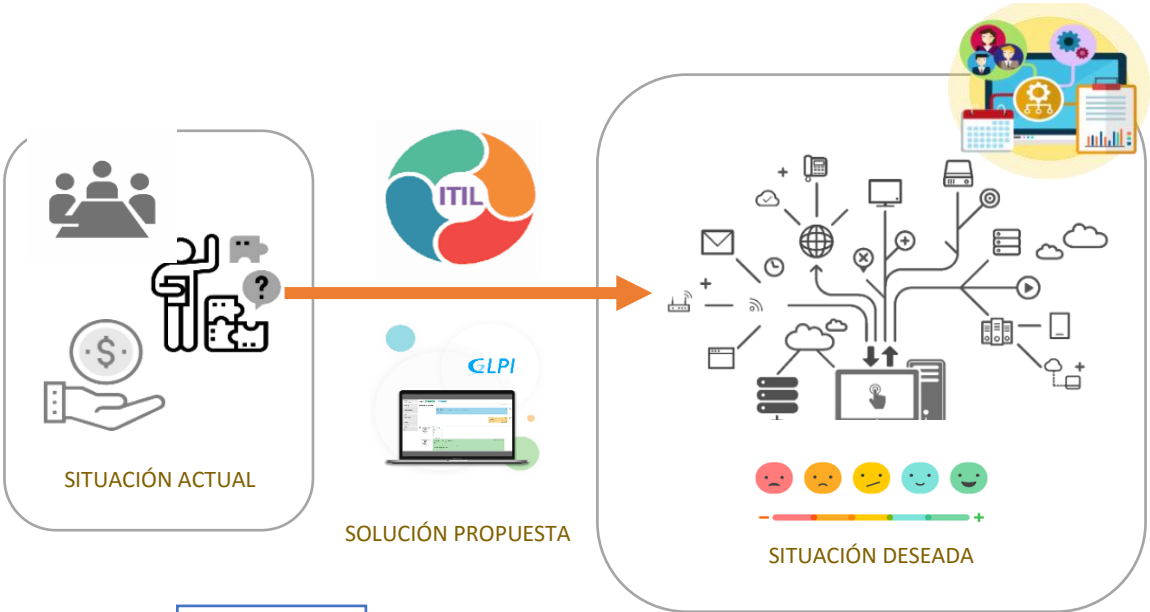 ITIL
$
?
GLPI
SITUACIÓN ACTUAL
SOLUCIÓN PROPUESTA
SITUACIÓN DESEADA